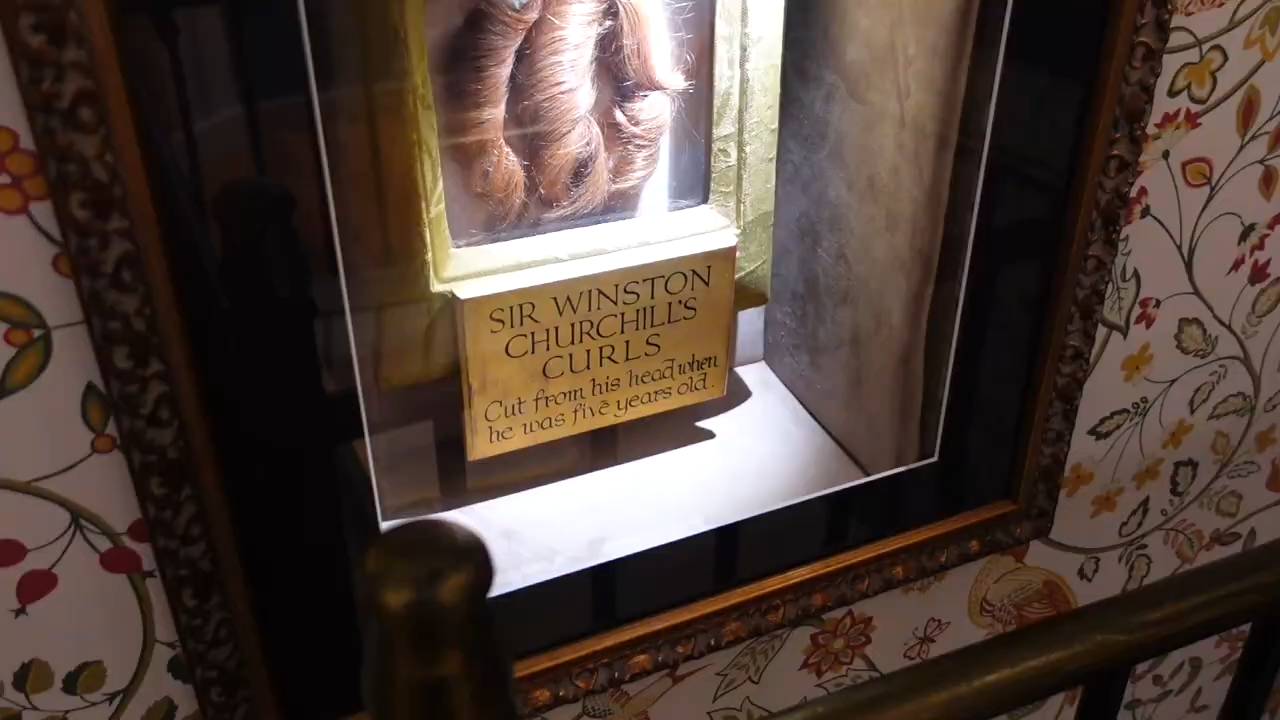 SIR WINSTON
CHURCHILL'S
CURLS
Cut from his head when
he was five years old.